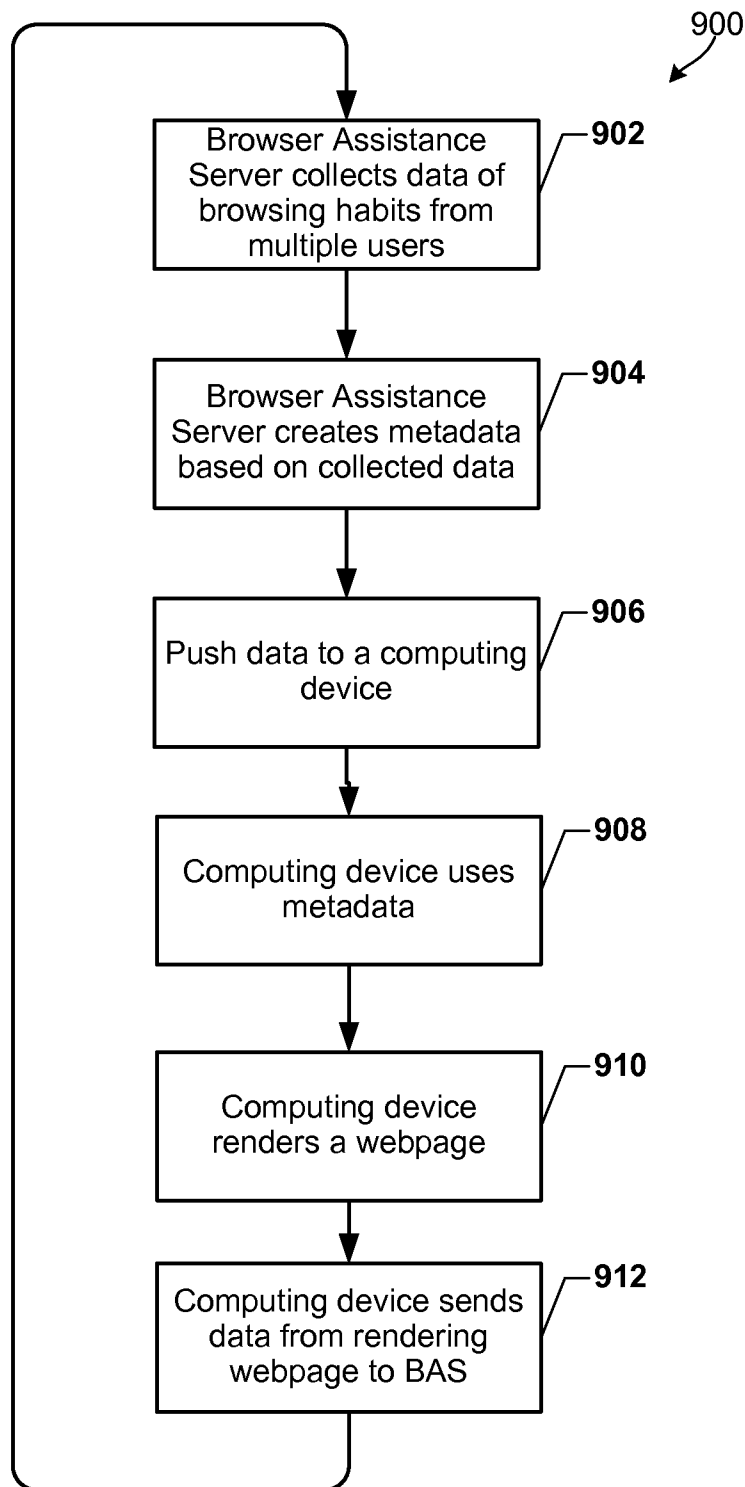 900
Browser Assistance
Server collects data of
browsing habits from
multiple users
902
Browser Assistance
Server creates metadata
based on collected data
904
Push data to a computing
device
906
Computing device uses
metadata
908
Computing device
renders a webpage
910
Computing device sends
data from rendering
webpage to BAS
912